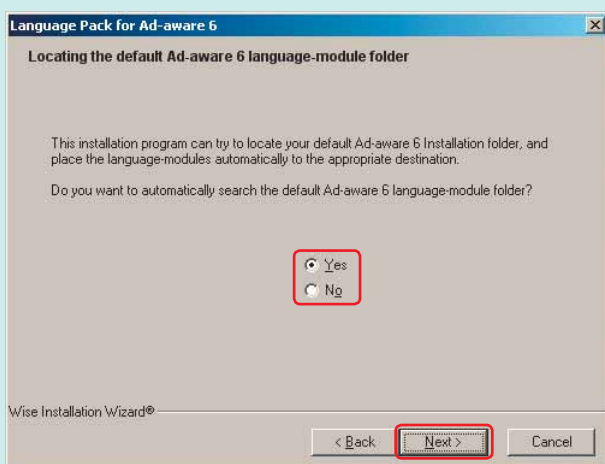 Language Pack for Ad-aware 6
Locating the default Ad-aware 6 language-module folder
This installation program can try to locate your default Ad-aware 6 Installation folder, and
place the language-modules automatically to the appropriate destination.
Do you want to automatically search the default Ad-aware 6 language-module folder?
Yes
No
Wise Installation Wizard®
< Back Next > Cancel